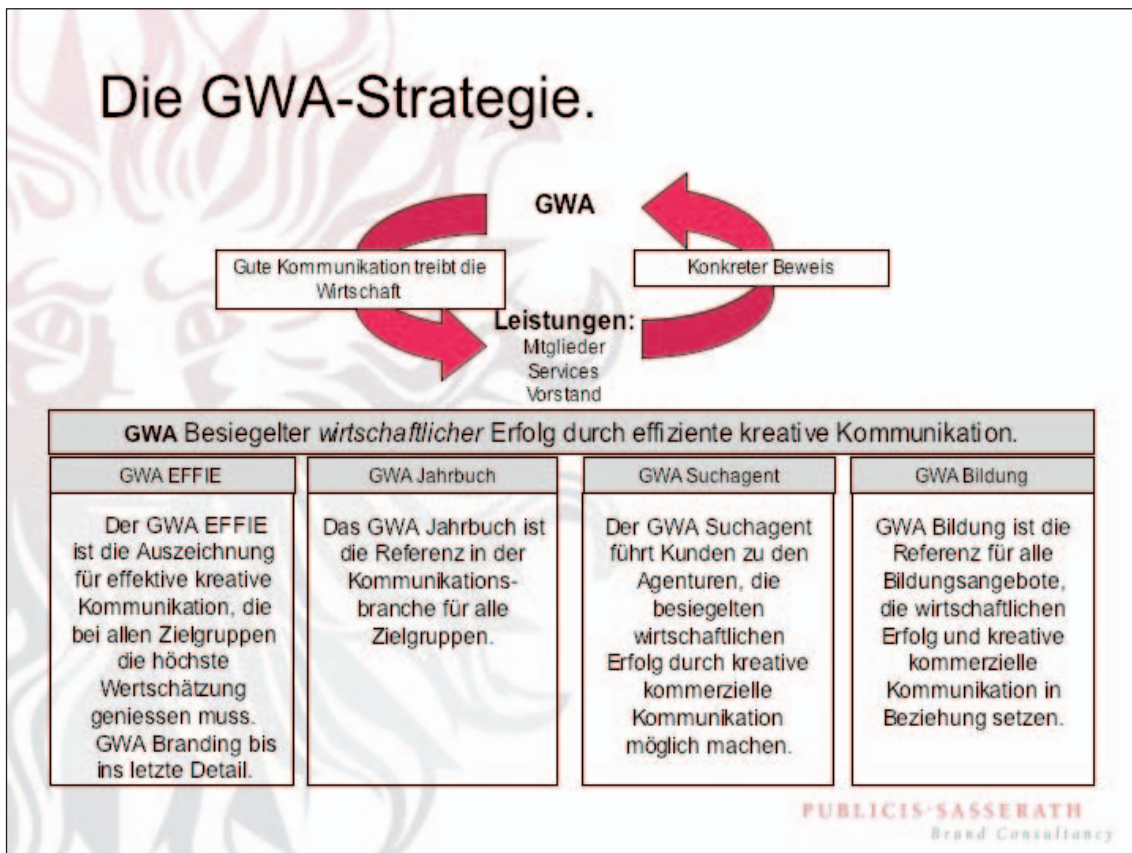 Die GWA-Strategie.
GWA
Gute Kommunikation treibt die
Wirtschaft
Konkreter Beweis
Leistungen:
Mitglieder
Services
Vorstand
GWA Besiegelter wirtschaftlicher Erfolg durch effiziente kreative Kommunikation.
GWA EFFIE
Der GWA EFFIE
ist die Auszeichnung
für effektive kreative
Kommunikation, die
bei allen Zielgruppen
die höchste
Wertschätzung
geniessen muss.
GWA Branding bis
ins letzte Detail.
GWA Jahrbuch
Das GWA Jahrbuch ist
die Referenz in der
Kommunikations-
branche für alle
Zielgruppen.
GWA Suchagent
Der GWA Suchagent
führt Kunden zu den
Agenturen, die
besiegelten
wirtschaftlichen
Erfolg durch kreative
kommerzielle
Kommunikation
möglich machen.
GWA Bildung
GWA Bildung ist die
Referenz für alle
Bildungsangebote,
die wirtschaftlichen
Erfolg und kreative
kommerzielle
Kommunikation in
Beziehung setzen.
PUBLICIS·SASSERATH
Brand Consultancy